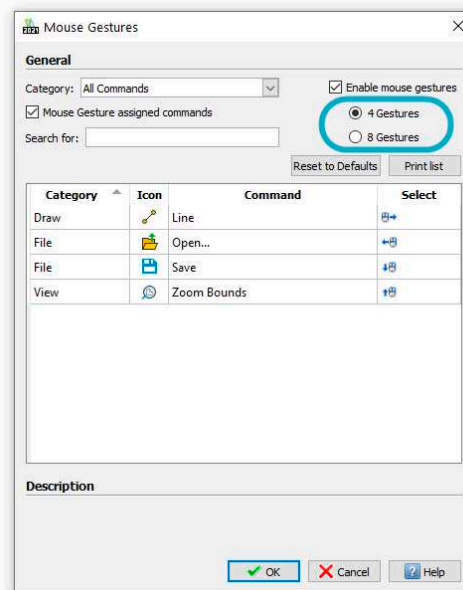 2021 Mouse Gestures
General
Category: All Commands
Enable mouse gestures
Mouse Gesture assigned commands
4 Gestures
Search for:
8 Gestures
Reset to Defaults Print list
Category Icon Command Select
Draw Line
File Open...
File Save
View Zoom Bounds
Description
OK Cancel ? Help